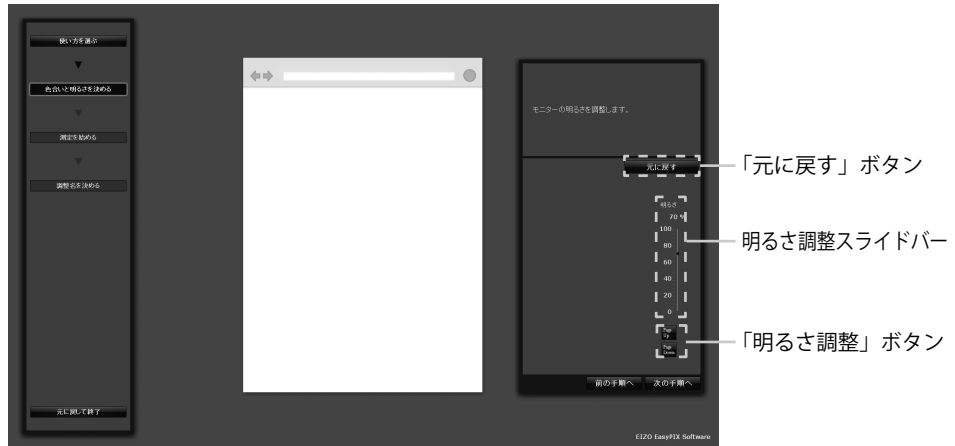 使い方を選ぶ
▼
色合いと明るさを決める
▼
測定を始める
▼
調整名を決める
元に戻して終了
モニターの明るさを調整します。
元に戻す
明るさ
70 %
100
80
60
40
20
0
Page Up
Page Down
前の手順へ 次の手順へ
EIZO EasyPIX Software
「元に戻す」ボタン
明るさ調整スライドバー
「明るさ調整」ボタン